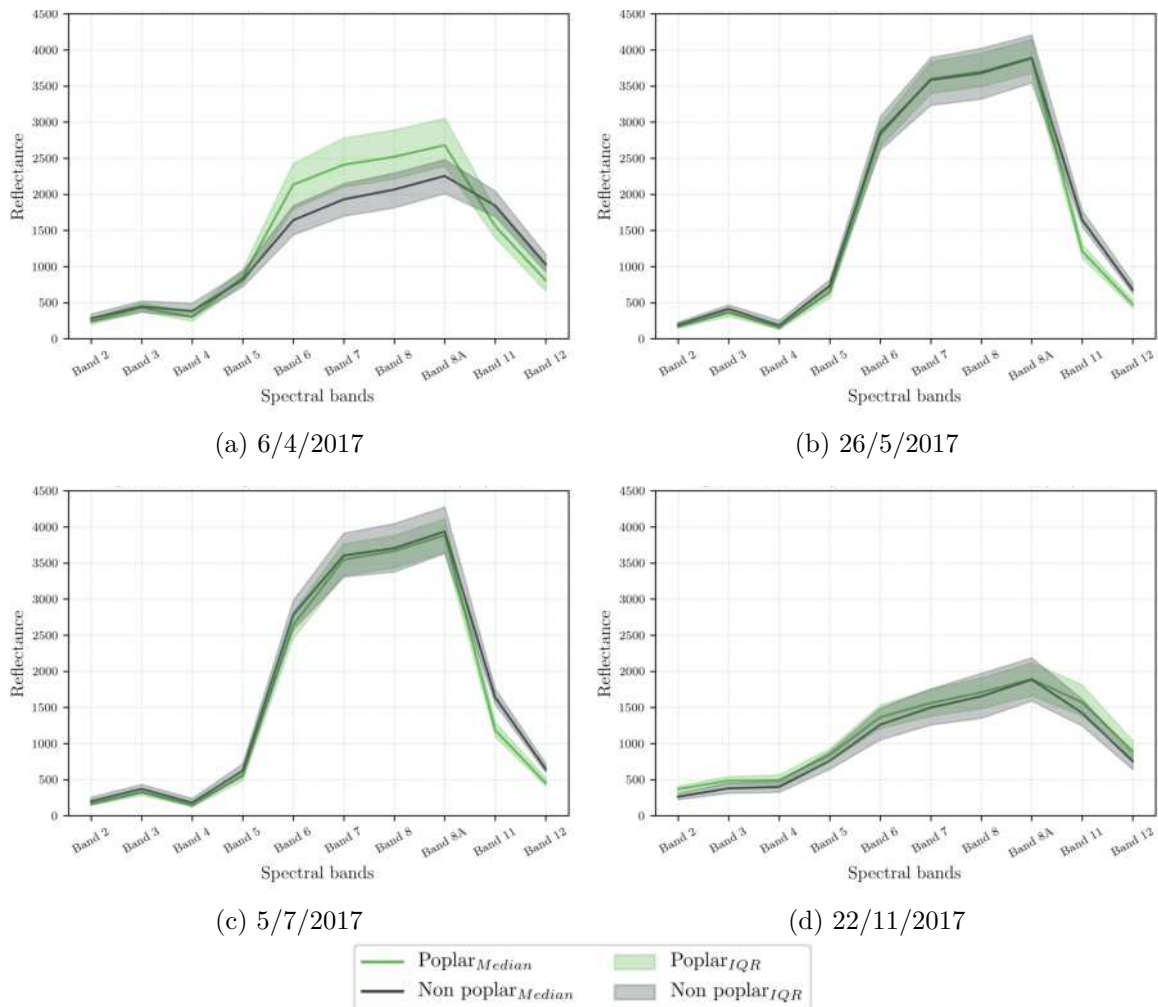 4500
4000
3500
3000
2500
2000
1500
1000
500
0
Reflectance
Band 2
Band 3
Band 4
Band 5
Band 6
Band 7
Band 8
Band 8A
Band 11
Band 12
Spectral bands
(a) 6/4/2017
4500
4000
3500
3000
2500
2000
1500
1000
500
0
Reflectance
Band 2
Band 3
Band 4
Band 5
Band 6
Band 7
Band 8
Band 8A
Band 11
Band 12
Spectral bands
(b) 26/5/2017
4500
4000
3500
3000
2500
2000
1500
1000
500
0
Reflectance
Band 2
Band 3
Band 4
Band 5
Band 6
Band 7
Band 8
Band 8A
Band 11
Band 12
Spectral bands
(c) 5/7/2017
4500
4000
3500
3000
2500
2000
1500
1000
500
0
Reflectance
Band 2
Band 3
Band 4
Band 5
Band 6
Band 7
Band 8
Band 8A
Band 11
Band 12
Spectral bands
(d) 22/11/2017
Poplar Median
Poplar IQR
Non poplar Median
Non poplar IQR